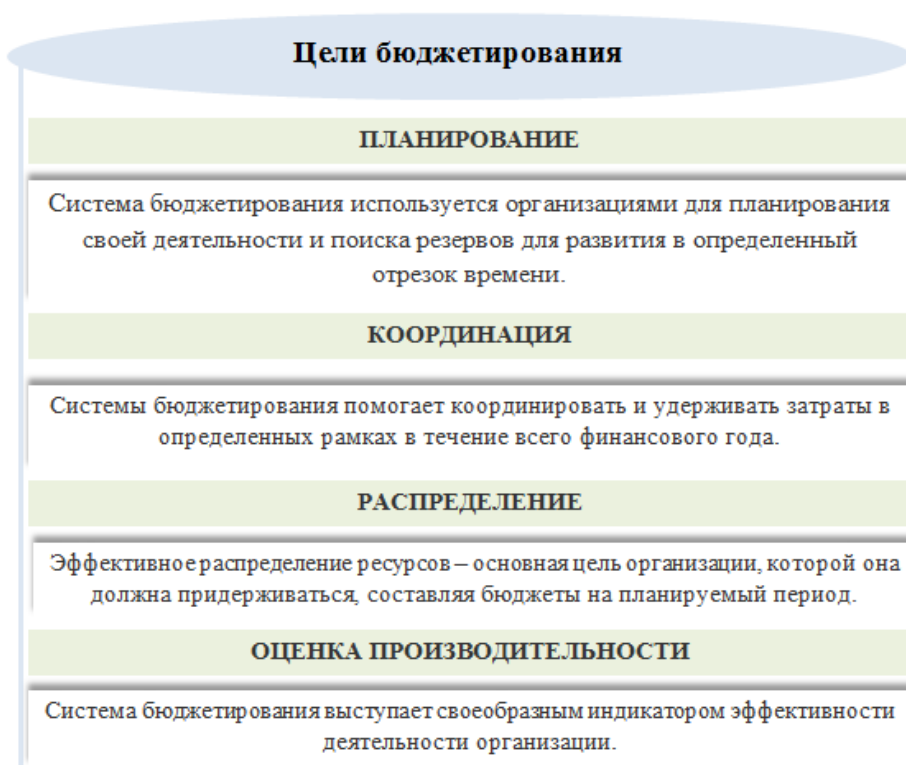 Цели бюджетирования
ПЛАНИРОВАНИЕ
Система бюджетирования используется организациями для планирования
своей деятельности и поиска резервов для развития в определенный
отрезок времени.
КООРДИНАЦИЯ
Системы бюджетирования помогает координировать и удерживать затраты в
определенных рамках в течение всего финансового года.
РАСПРЕДЕЛЕНИЕ
Эффективное распределение ресурсов – основная цель организации, которой она
должна придерживаться, составляя бюджеты на планируемый период.
ОЦЕНКА ПРОИЗВОДИТЕЛЬНОСТИ
Система бюджетирования выступает своеобразным индикатором эффективности
деятельности организации.